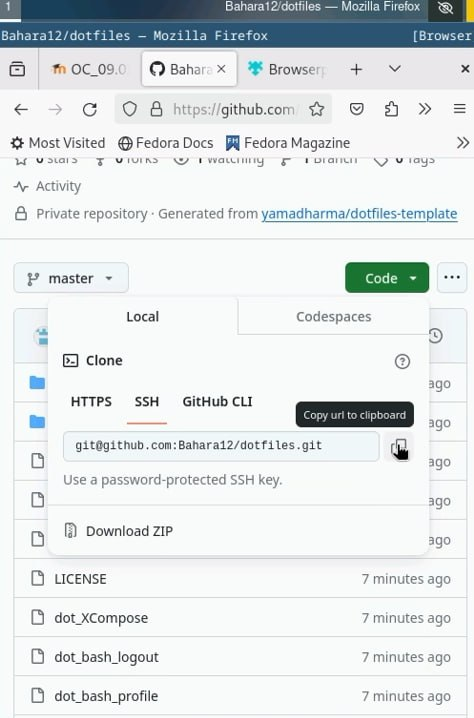 1 Bahara12/dotfiles — Mozilla Firefox
Bahara12/dotfiles — Mozilla Firefox [Browser
OC_09.0 Bahara Browserp
https://github.com/
Most Visited Fedora Docs Fedora Magazine
0 stars 0 forks 1 watching 1 Branch 0 Tags
Activity
Private repository · Generated from yamadharma/dotfiles-template
master Code
Local Codespaces
Clone
HTTPS SSH GitHub CLI
Copy url to clipboard
git@github.com:Bahara12/dotfiles.git
Use a password-protected SSH key.
Download ZIP
ago
ago
ago
ago
ago
LICENSE 7 minutes ago
dot_XCompose 7 minutes ago
dot_bash_logout 7 minutes ago
dot_bash_profile 7 minutes ago